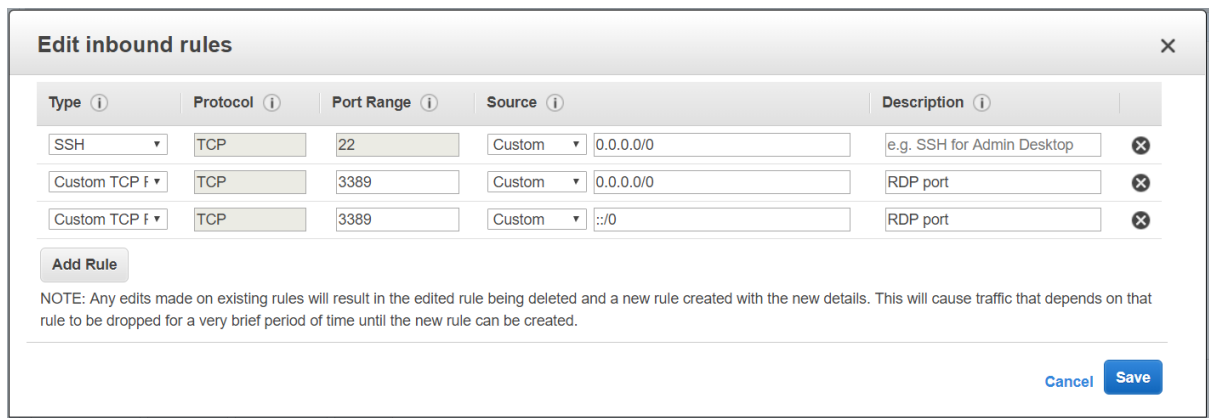 Edit inbound rules
Type Protocol Port Range Source Description
SSH TCP 22 Custom 0.0.0.0/0 e.g. SSH for Admin Desktop
Custom TCP F TCP 3389 Custom 0.0.0.0/0 RDP port
Custom TCP F TCP 3389 Custom ::/0 RDP port
Add Rule
NOTE: Any edits made on existing rules will result in the edited rule being deleted and a new rule created with the new details. This will cause traffic that depends on that
rule to be dropped for a very brief period of time until the new rule can be created.
Cancel Save